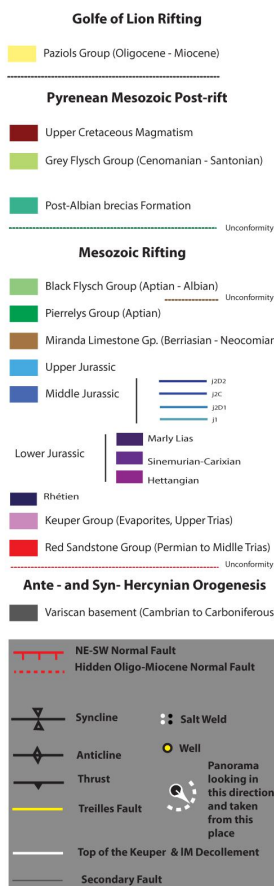 Golfe of Lion Rifting
Paziols Group (Oligocene - Miocene)
Pyrenean Mesozoic Post-rift
Upper Cretaceous Magmatism
Grey Flysch Group (Cenomanian - Santonian)
Post-Albian brecias Formation
Unconformity
Mesozoic Rifting
Black Flysch Group (Aptian - Albian)
Unconformity
Pierrelys Group (Aptian)
Miranda Limestone Gp. (Berriasian - Neocomian
Upper Jurassic
Middle Jurassic
j2D2
j2C
j2D1
j1
Lower Jurassic
Marly Lias
Sinemurian-Carixian
Hettangian
Rhétien
Keuper Group (Evaporites, Upper Trias)
Red Sandstone Group (Permian to Midlle Trias)
Unconformity
Ante - and Syn- Hercynian Orogenesis
Variscan basement (Cambrian to Carboniferous
NE-SW Normal Fault
Hidden Oligo-Miocene Normal Fault
Syncline
Salt Weld
Anticline
Well
Thrust
Panorama
looking in
this direction
and taken
from this
place
Treilles Fault
Top of the Keuper & IM Decollement
Secondary Fault